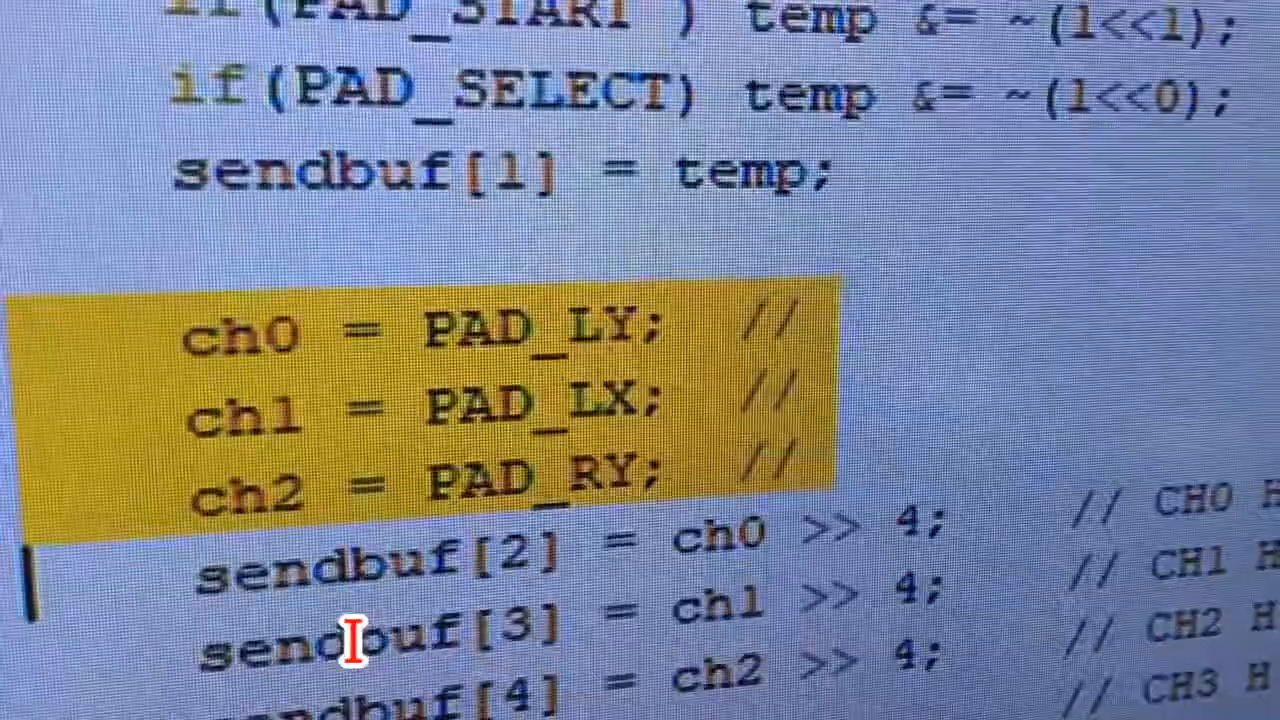 if(PAD_START ) temp &= ~(1<<1);
if(PAD_SELECT) temp &= ~(1<<0);
sendbuf[1] = temp;
ch0 = PAD_LY; //
ch1 = PAD_LX; //
ch2 = PAD_RY; //
sendbuf[2] = ch0 >> 4; // CH0 H
sendbuf[3] = ch1 >> 4; // CH1 H
sendbuf[4] = ch2 >> 4; // CH2 H
// CH3 H